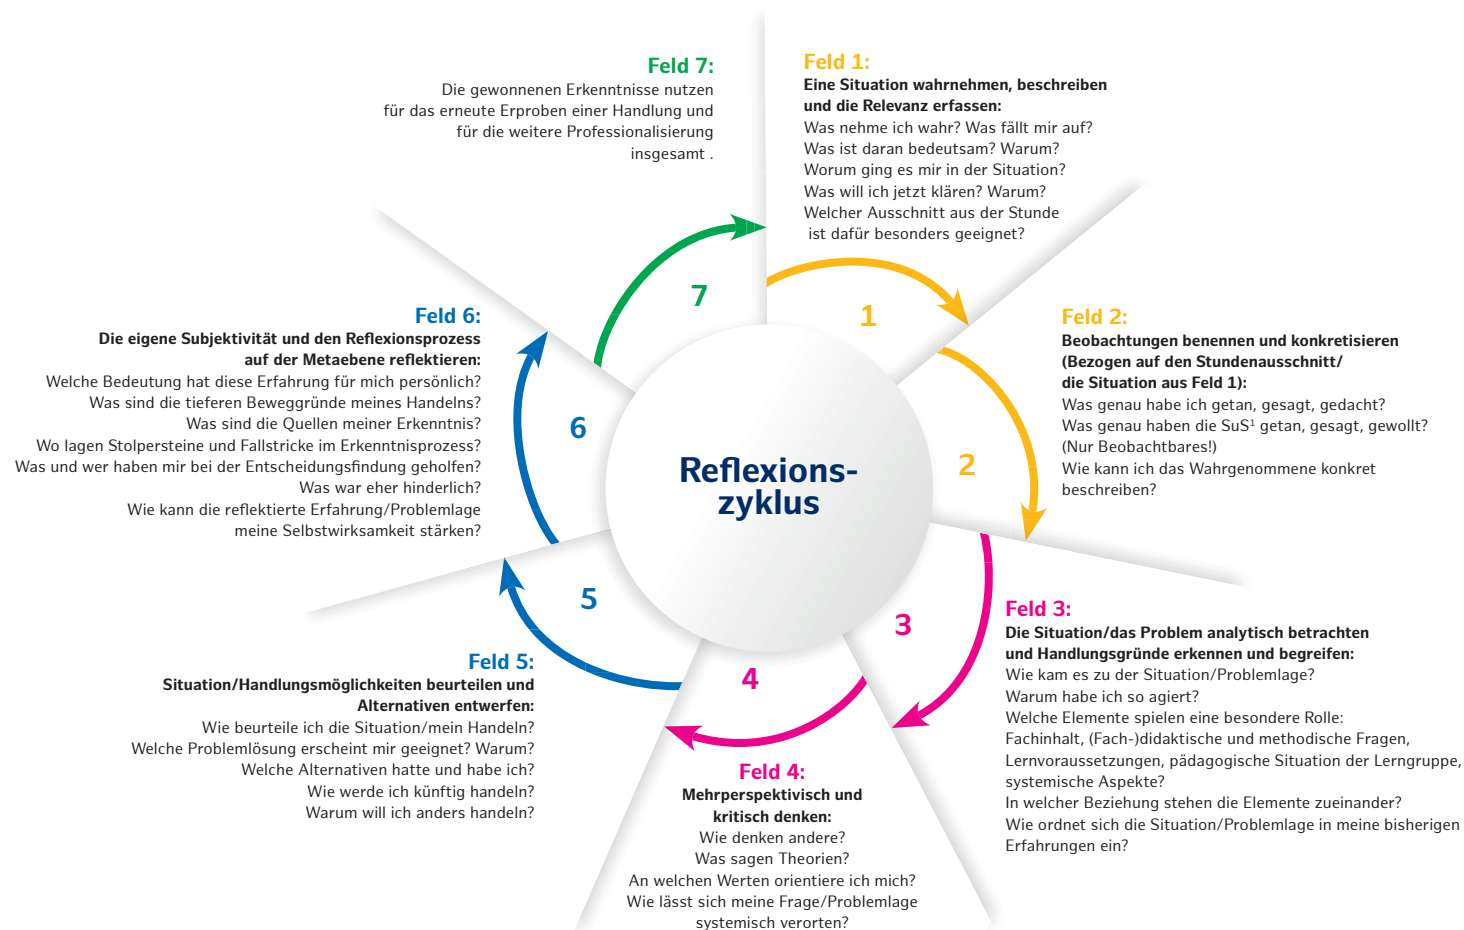 Reflexions-
zyklus
1
Feld 1:
Eine Situation wahrnehmen, beschreiben
und die Relevanz erfassen:
Was nehme ich wahr? Was fällt mir auf?
Was ist daran bedeutsam? Warum?
Worum ging es mir in der Situation?
Was will ich jetzt klären? Warum?
Welcher Ausschnitt aus der Stunde
ist dafür besonders geeignet?
2
Feld 2:
Beobachtungen benennen und konkretisieren
(Bezogen auf den Stundenausschnitt/
die Situation aus Feld 1):
Was genau habe ich getan, gesagt, gedacht?
Was genau haben die SuS¹ getan, gesagt, gewollt?
(Nur Beobachtbares!)
Wie kann ich das Wahrgenommene konkret
beschreiben?
3
Feld 3:
Die Situation/das Problem analytisch betrachten
und Handlungsgründe erkennen und begreifen:
Wie kam es zu der Situation/Problemlage?
Warum habe ich so agiert?
Welche Elemente spielen eine besondere Rolle:
Fachinhalt, (Fach-)didaktische und methodische Fragen,
Lernvoraussetzungen, pädagogische Situation der Lerngruppe,
systemische Aspekte?
In welcher Beziehung stehen die Elemente zueinander?
Wie ordnet sich die Situation/Problemlage in meine bisherigen
Erfahrungen ein?
4
Feld 4:
Mehrperspektivisch und
kritisch denken:
Wie denken andere?
Was sagen Theorien?
An welchen Werten orientiere ich mich?
Wie lässt sich meine Frage/Problemlage
systemisch verorten?
5
Feld 5:
Situation/Handlungsmöglichkeiten beurteilen und
Alternativen entwerfen:
Wie beurteile ich die Situation/mein Handeln?
Welche Problemlösung erscheint mir geeignet? Warum?
Welche Alternativen hatte und habe ich?
Wie werde ich künftig handeln?
Warum will ich anders handeln?
6
Feld 6:
Die eigene Subjektivität und den Reflexionsprozess
auf der Metaebene reflektieren:
Welche Bedeutung hat diese Erfahrung für mich persönlich?
Was sind die tieferen Beweggründe meines Handelns?
Was sind die Quellen meiner Erkenntnis?
Wo lagen Stolpersteine und Fallstricke im Erkenntnisprozess?
Was und wer haben mir bei der Entscheidungsfindung geholfen?
Was war eher hinderlich?
Wie kann die reflektierte Erfahrung/Problemlage
meine Selbstwirksamkeit stärken?
7
Feld 7:
Die gewonnenen Erkenntnisse nutzen
für das erneute Erproben einer Handlung und
für die weitere Professionalisierung
insgesamt .